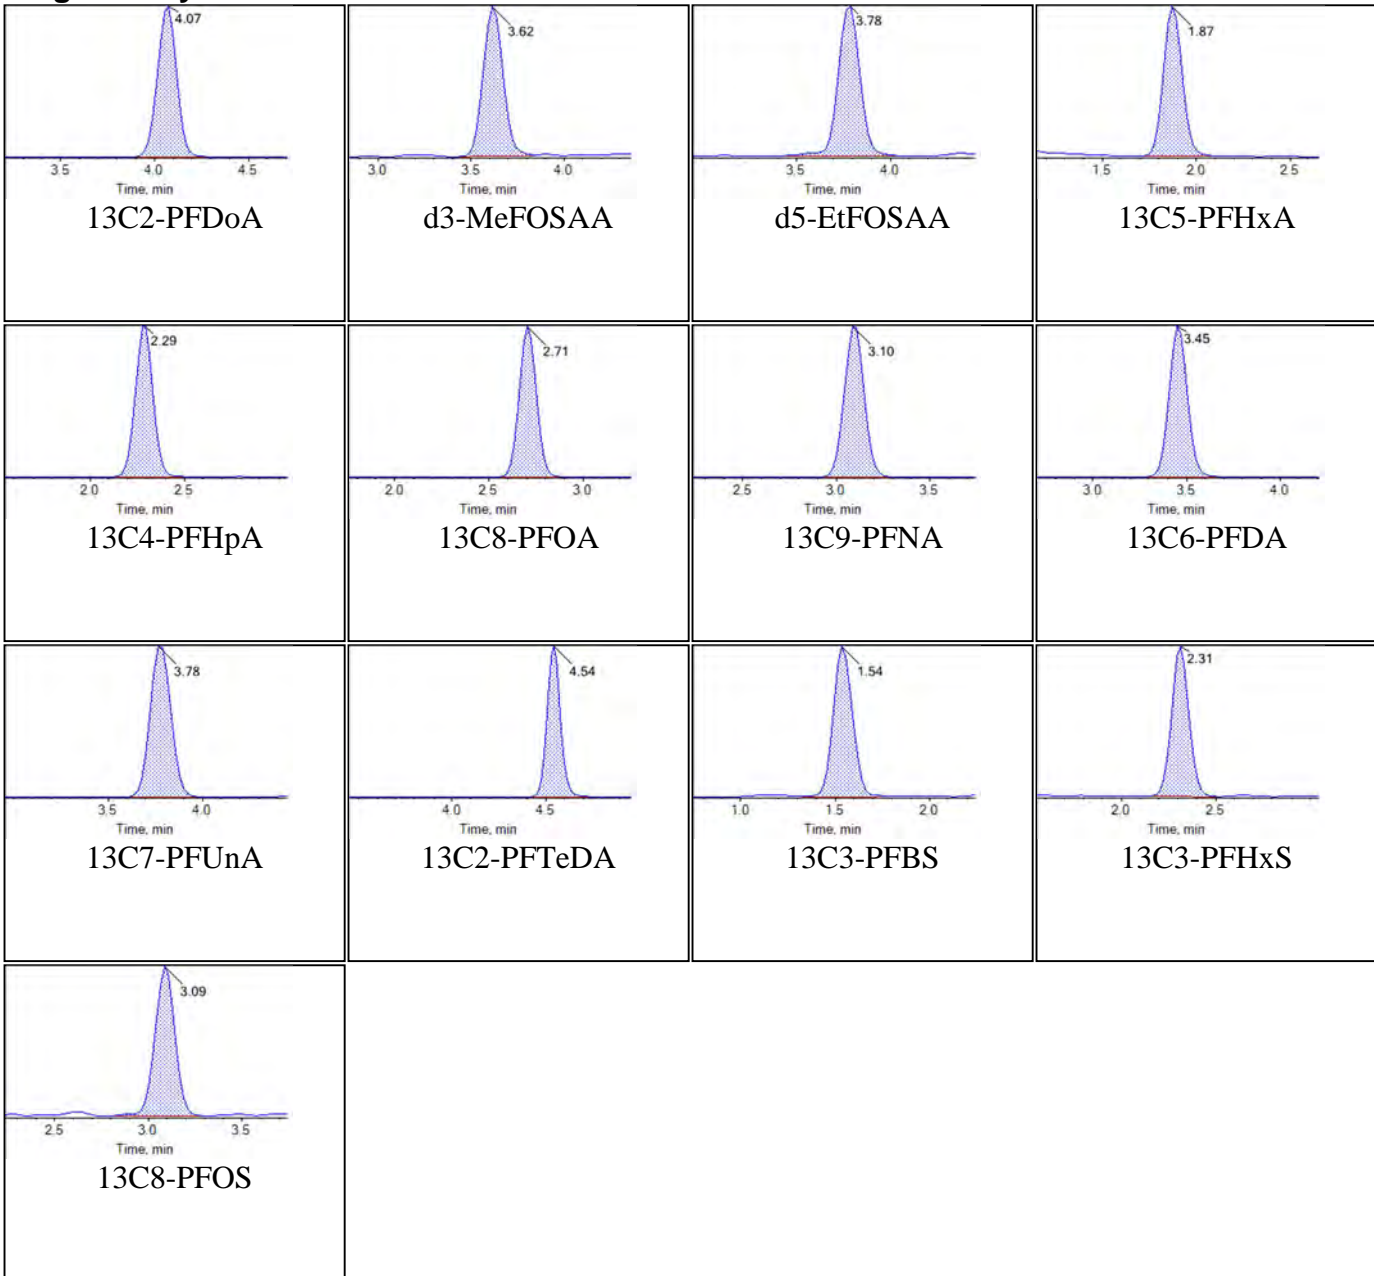 4.07
3.5 4.0 4.5
Time, min
13C2-PFDoA
3.62
3.0 3.5 4.0
Time, min
d3-MeFOSAA
3.78
3.5 4.0
Time, min
d5-EtFOSAA
1.87
1.5 2.0 2.5
Time, min
13C5-PFHxA
2.29
2.0 2.5
Time, min
13C4-PFHpA
2.71
2.0 2.5 3.0
Time, min
13C8-PFOA
3.10
2.5 3.0 3.5
Time, min
13C9-PFNA
3.45
3.0 3.5 4.0
Time, min
13C6-PFDA
3.78
3.5 4.0
Time, min
13C7-PFUnA
4.54
4.0 4.5
Time, min
13C2-PFTeDA
1.54
1.0 1.5 2.0
Time, min
13C3-PFBS
2.31
2.0 2.5
Time, min
13C3-PFHxS
3.09
2.5 3.0 3.5
Time, min
13C8-PFOS